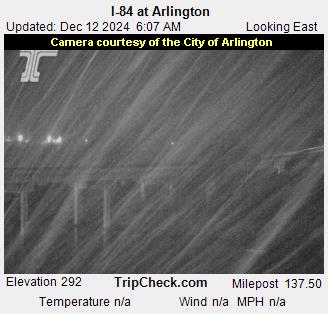 I-84 at Arlington
Updated: Dec 12 2024 6:07 AM Looking East
Camera courtesy of the City of Arlington
Elevation 292 TripCheck.com Milepost 137.50
Temperature n/a Wind n/a MPH n/a